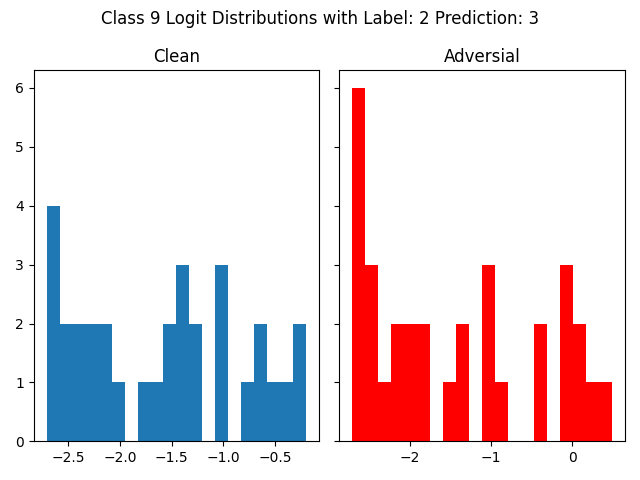 Class 9 Logit Distributions with Label: 2 Prediction: 3
Clean
Adversial
6
5
4
3
2
1
0
−2.5 −2.0 −1.5 −1.0 −0.5
−2 −1 0